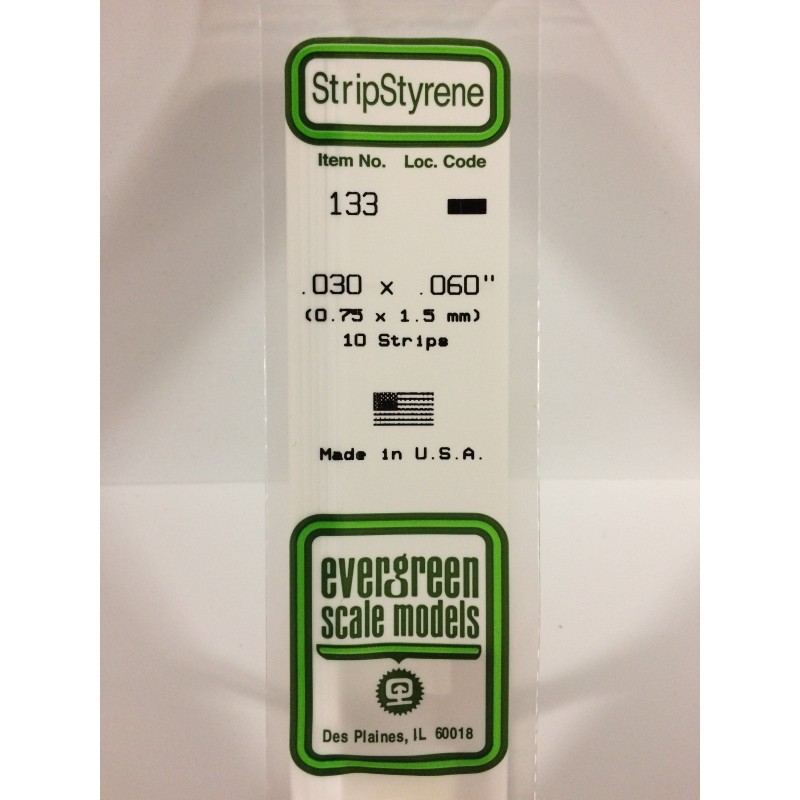 StripStyrene
Item No. Loc. Code
133
.030 x .060"
(0.75 x 1.5 mm)
10 Strips
Made in U.S.A.
evergreen
scale models
Des Plaines, IL 60018